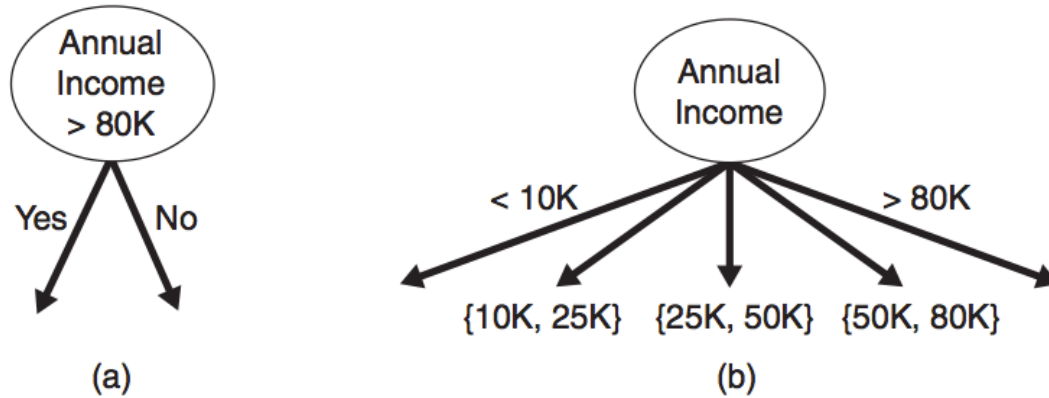 Annual
Income
> 80K
Yes
No
(a)
Annual
Income
< 10K
> 80K
{10K, 25K}
{25K, 50K}
{50K, 80K}
(b)